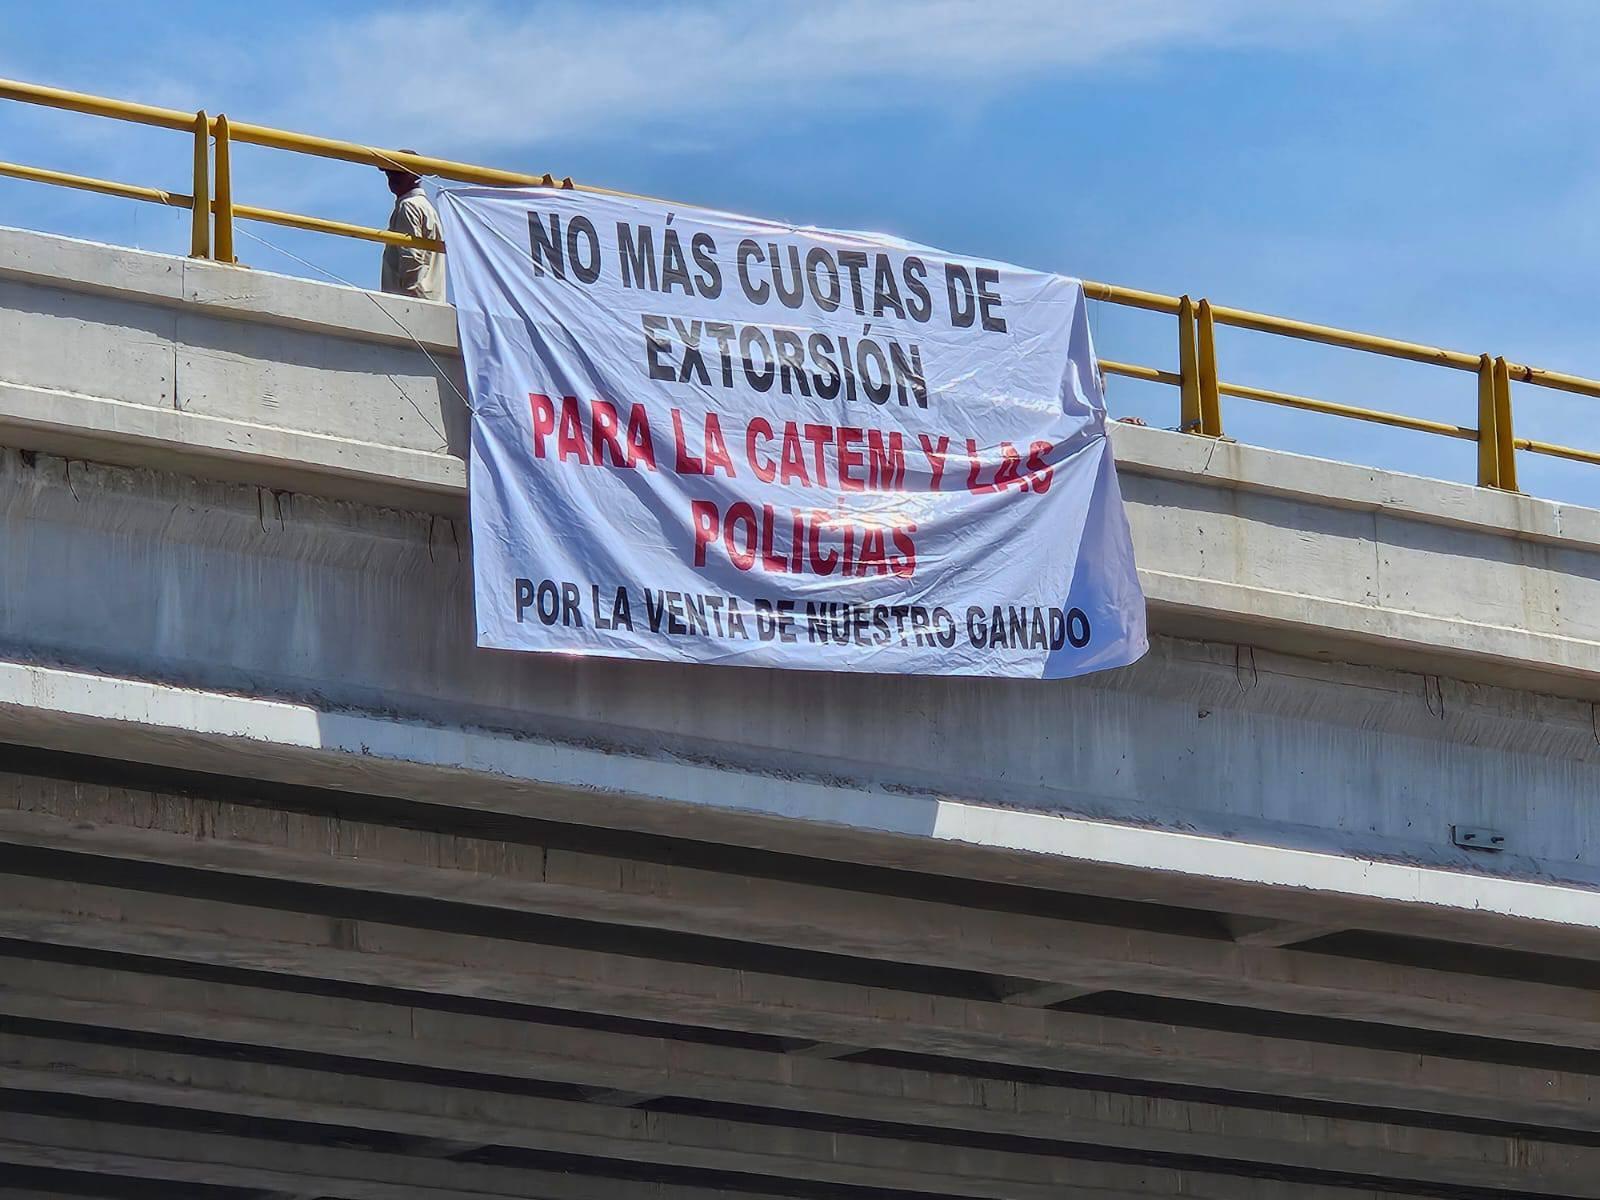 NO MÁS CUOTAS DE
EXTORSIÓN
PARA LA CATEM Y LAS
POLICÍAS
POR LA VENTA DE NUESTRO GANADO